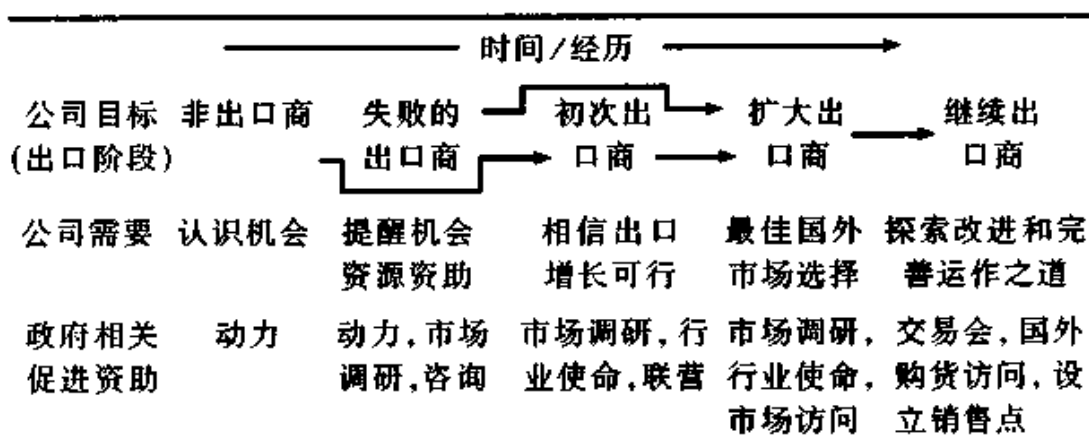 时间/经历
公司目标 非出口商 失败的 初次出 扩大出 继续出
(出口阶段) 出口商 口商 口商 口商
公司需要 认识机会 提醒机会 相信出口 最佳国外 探索改进和完
资源资助 增长可行 市场选择 善运作之道
政府相关 动力 动力,市场 市场调研,行 市场调研, 交易会,国外
促进资助 调研,咨询 业使命,联营 行业使命, 购货访问,设
市场访问 立销售点